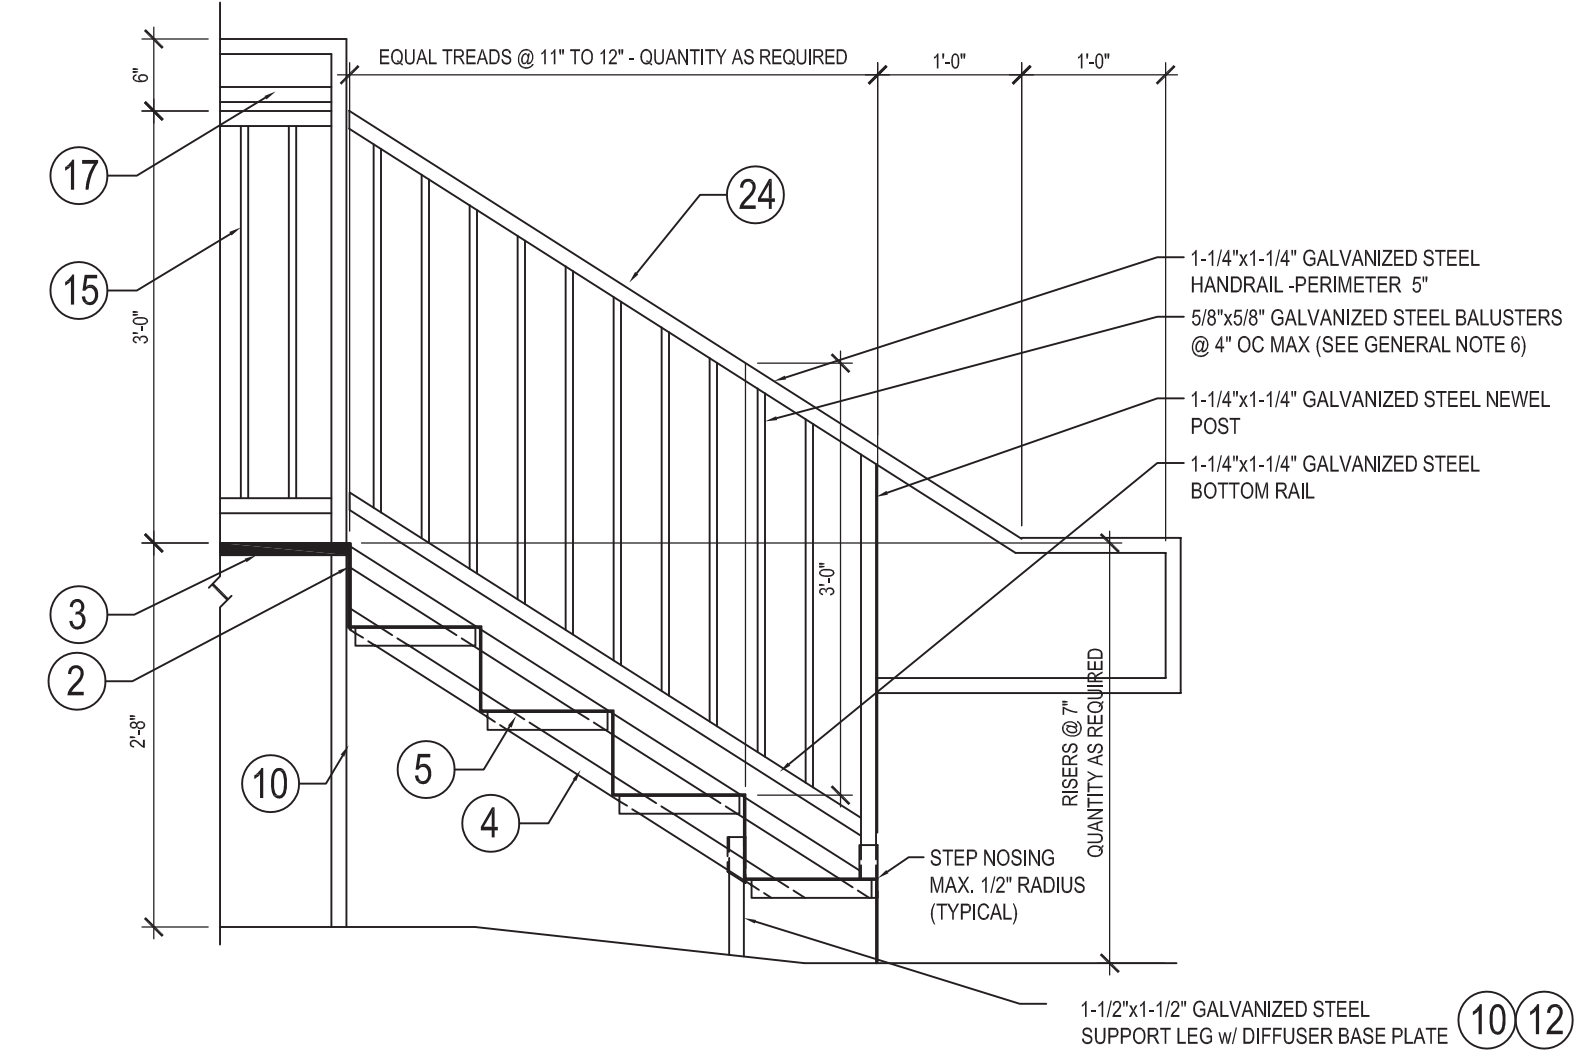 EQUAL TREADS @ 11" TO 12" - QUANTITY AS REQUIRED
1'-0"
1'-0"
6"
17
24
15
3'-0"
1-1/4"x1-1/4" GALVANIZED STEEL
HANDRAIL -PERIMETER 5"
5/8"x5/8" GALVANIZED STEEL BALUSTERS
@ 4" OC MAX (SEE GENERAL NOTE 6)
1-1/4"x1-1/4" GALVANIZED STEEL NEWEL
POST
1-1/4"x1-1/4" GALVANIZED STEEL
BOTTOM RAIL
3'-0"
3
2
2'-8"
10
5
4
RISERS @ 7"
QUANTITY AS REQUIRED
STEP NOSING
MAX. 1/2" RADIUS
(TYPICAL)
1-1/2"x1-1/2" GALVANIZED STEEL
SUPPORT LEG w/ DIFFUSER BASE PLATE
10 12